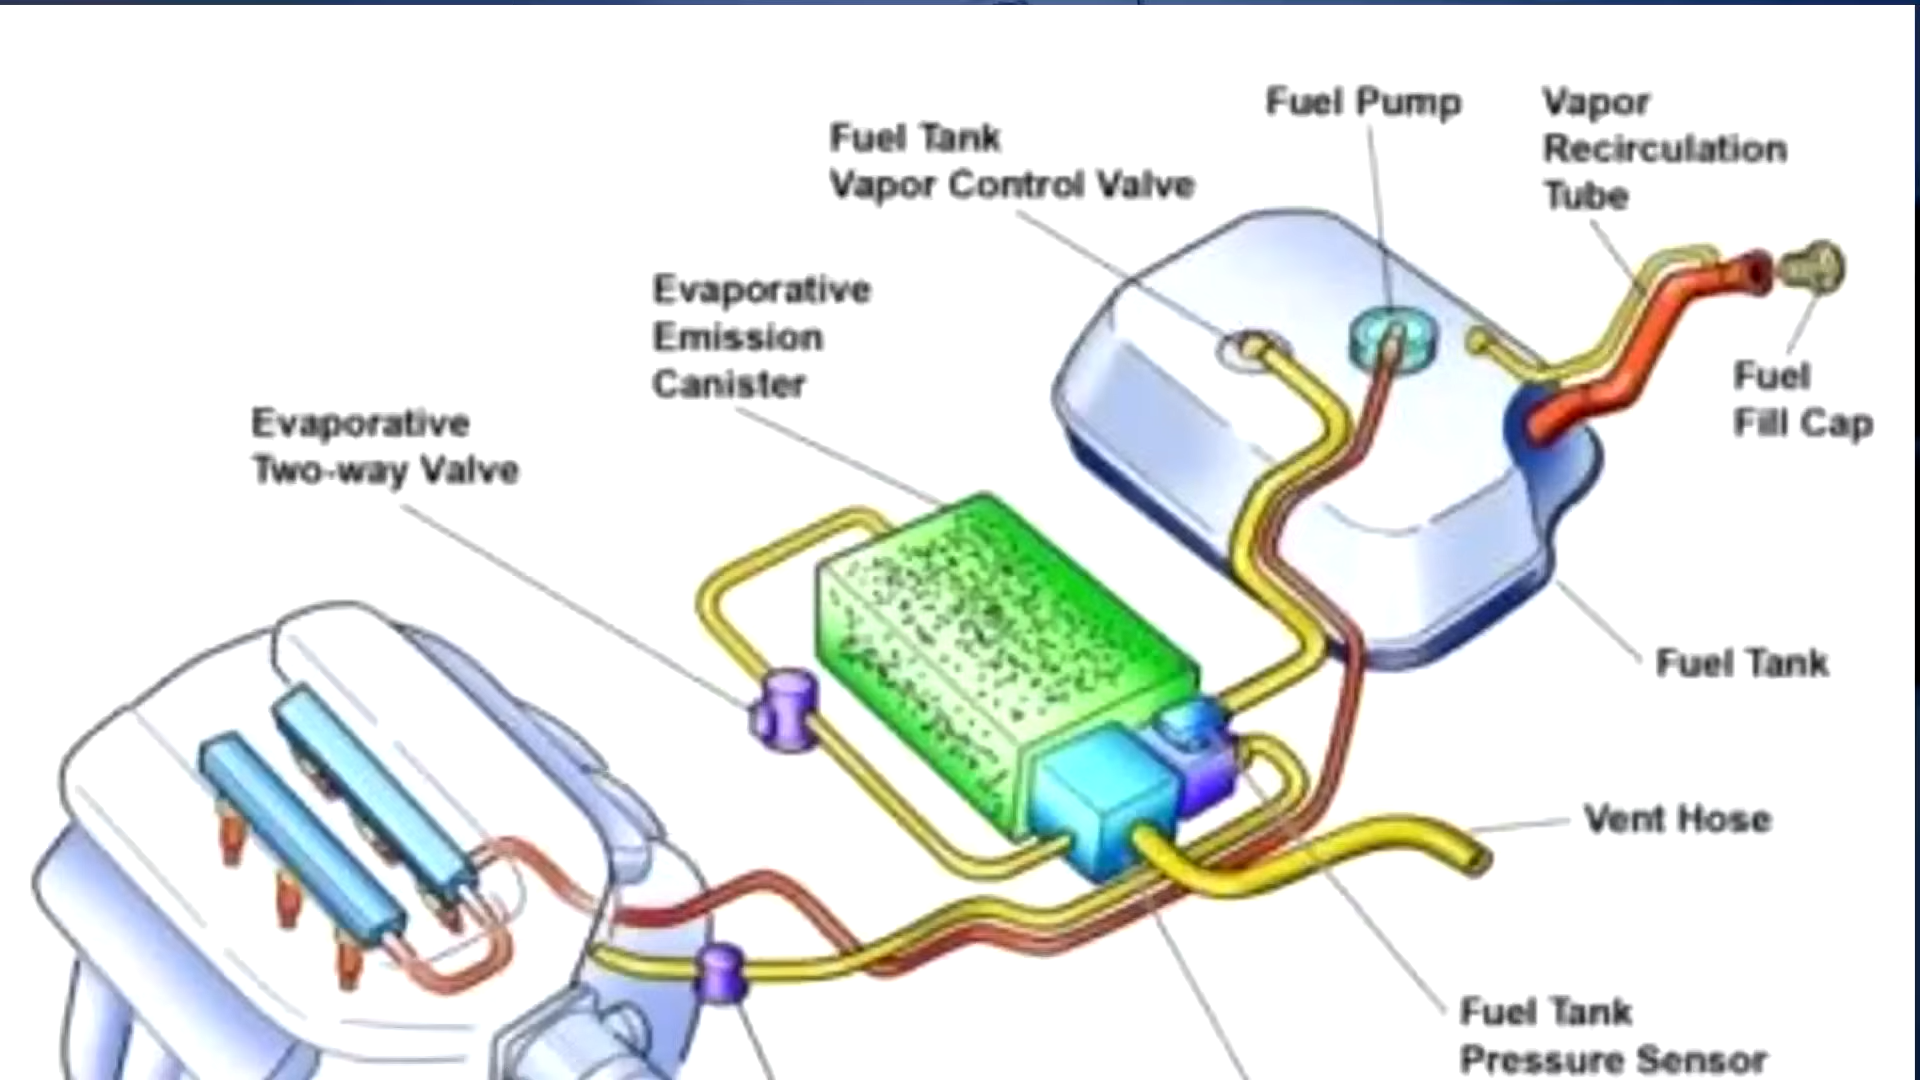 Fuel Pump
Vapor
Recirculation
Tube
Fuel Tank
Vapor Control Valve
Evaporative
Emission
Canister
Fuel
Fill Cap
Evaporative
Two-way Valve
Fuel Tank
Vent Hose
Fuel Tank
Pressure Sensor